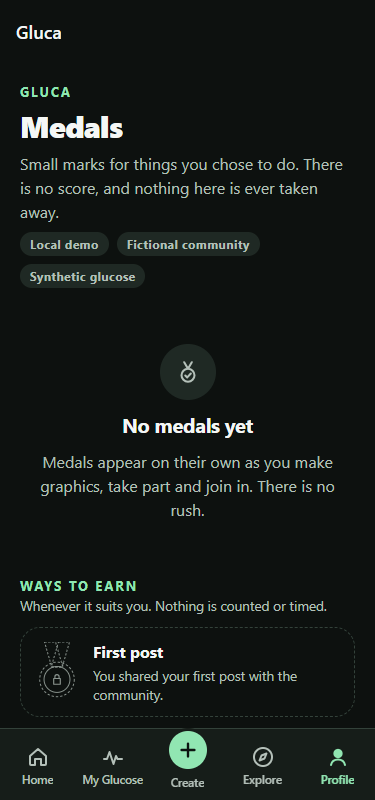 Gluca
GLUCA
Medals
Small marks for things you chose to do. There
is no score, and nothing here is ever taken
away.
Local demo
Fictional community
Synthetic glucose
No medals yet
Medals appear on their own as you make
graphics, take part and join in. There is no
rush.
WAYS TO EARN
Whenever it suits you. Nothing is counted or timed.
First post
You shared your first post with the
community.
Home
My Glucose
Create
Explore
Profile